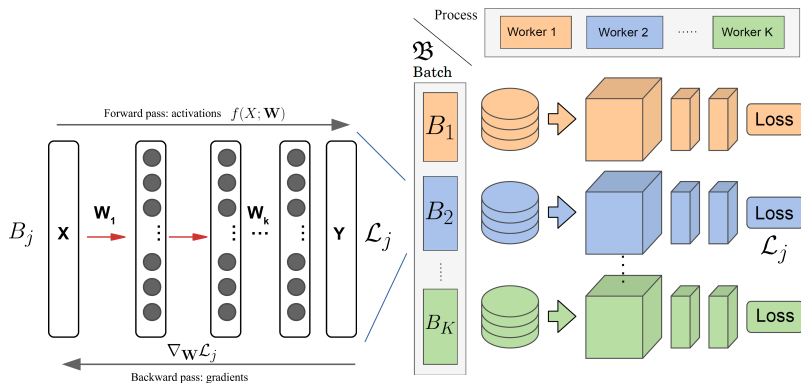 Process
Worker 1
Worker 2
.....
Worker K
𝔅
Batch
Forward pass: activations f(X; W)
B_j
X
W_1
W_k
...
Y
ℒ_j
∇_W ℒ_j
Backward pass: gradients
B_1
Loss
B_2
Loss
ℒ_j
B_K
Loss